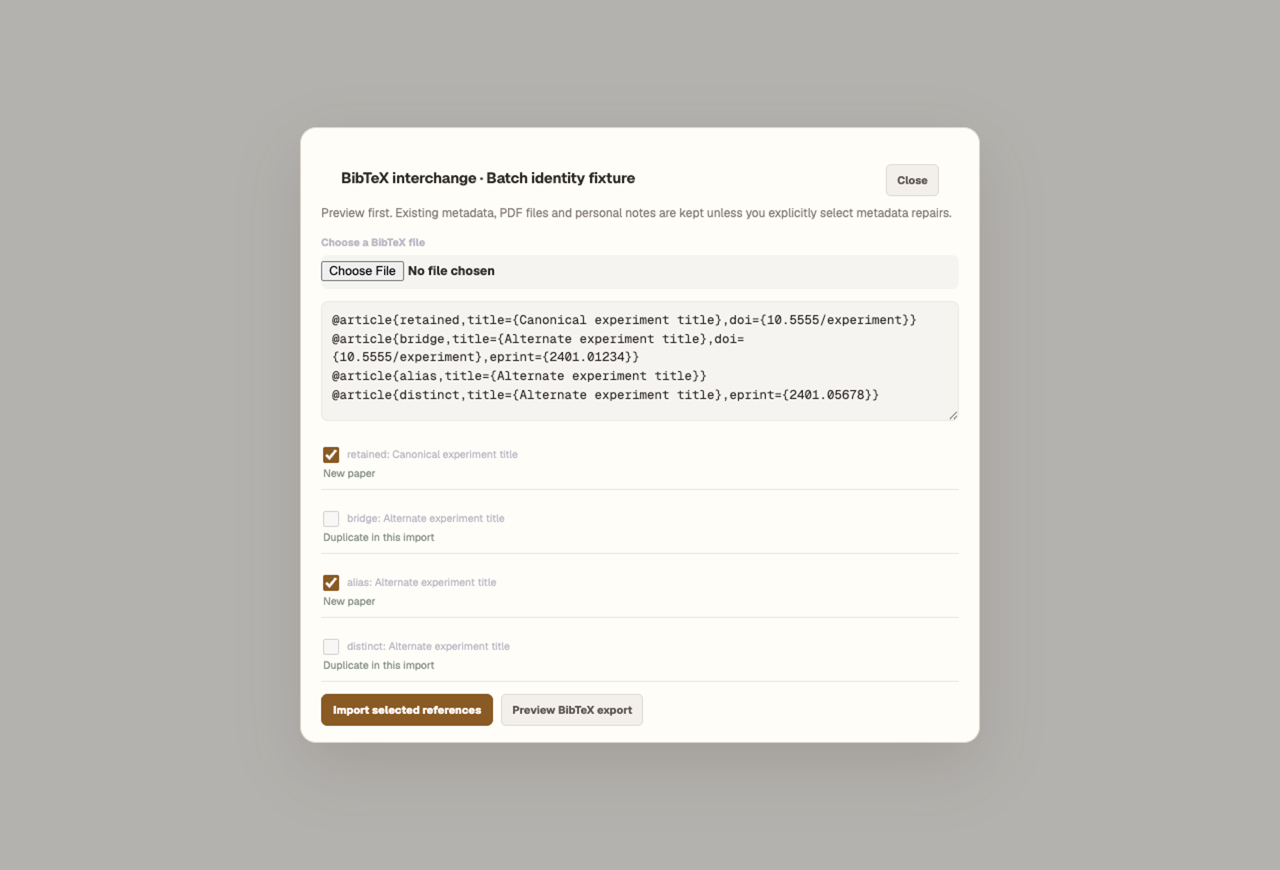 BibTeX interchange · Batch identity fixture
Close
Preview first. Existing metadata, PDF files and personal notes are kept unless you explicitly select metadata repairs.
Choose a BibTeX file
Choose File No file chosen
@article{retained,title={Canonical experiment title},doi={10.5555/experiment}}
@article{bridge,title={Alternate experiment title},doi=
{10.5555/experiment},eprint={2401.01234}}
@article{alias,title={Alternate experiment title}}
@article{distinct,title={Alternate experiment title},eprint={2401.05678}}
retained: Canonical experiment title
New paper
bridge: Alternate experiment title
Duplicate in this import
alias: Alternate experiment title
New paper
distinct: Alternate experiment title
Duplicate in this import
Import selected references
Preview BibTeX export